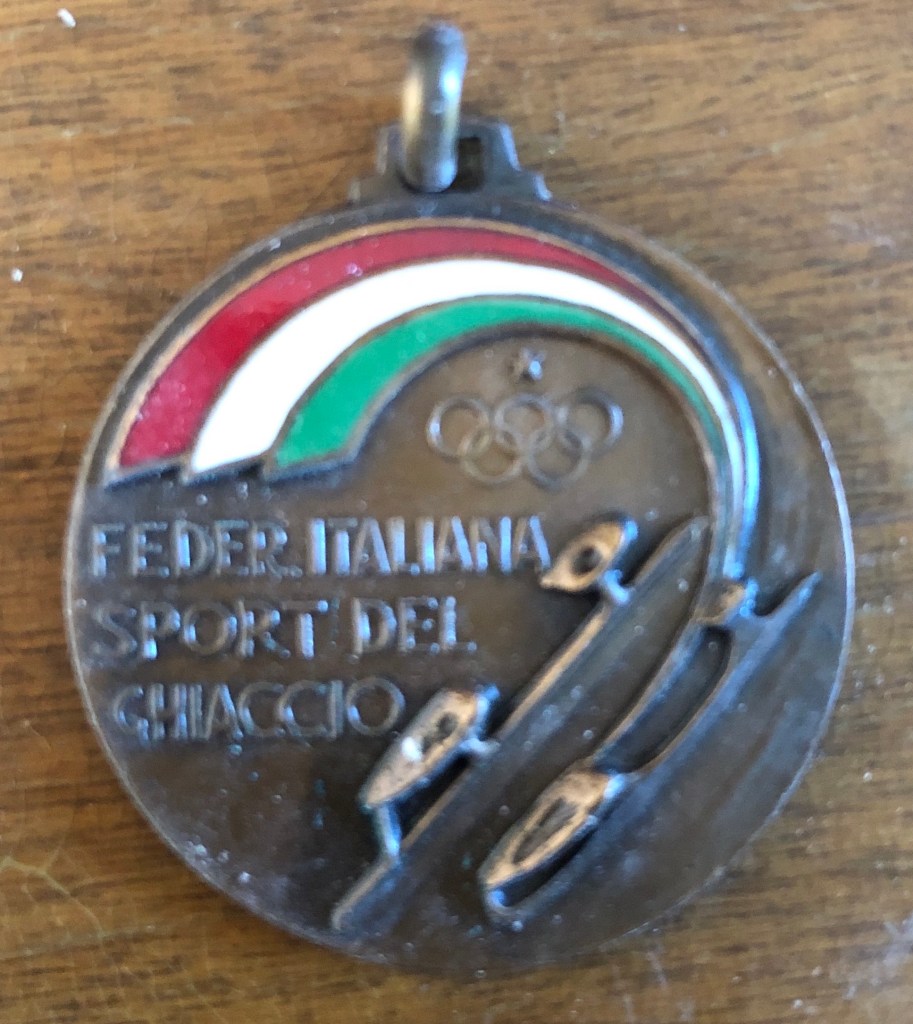 FEDER. ITALIANA
SPORT DEL
GHIACCIO